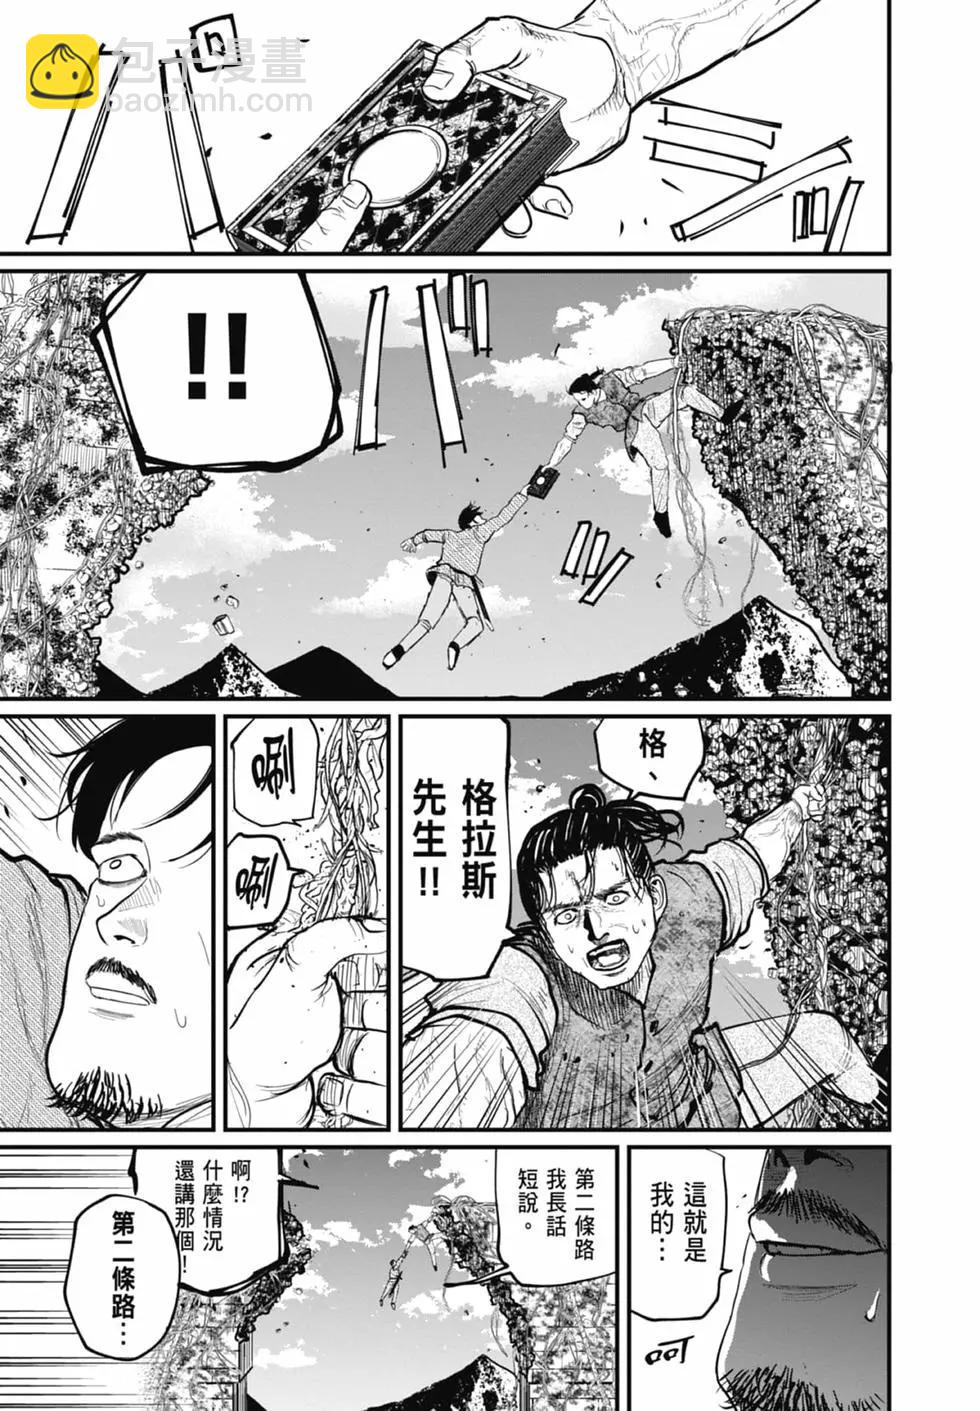 包子漫畫
baozimh.com
!!
格、
格拉斯
先生!!
唰
唰
這就是
我的…
呵
第二條路
我長話
短說。
啊!?
什麼情況
還講那個!
第二條路…